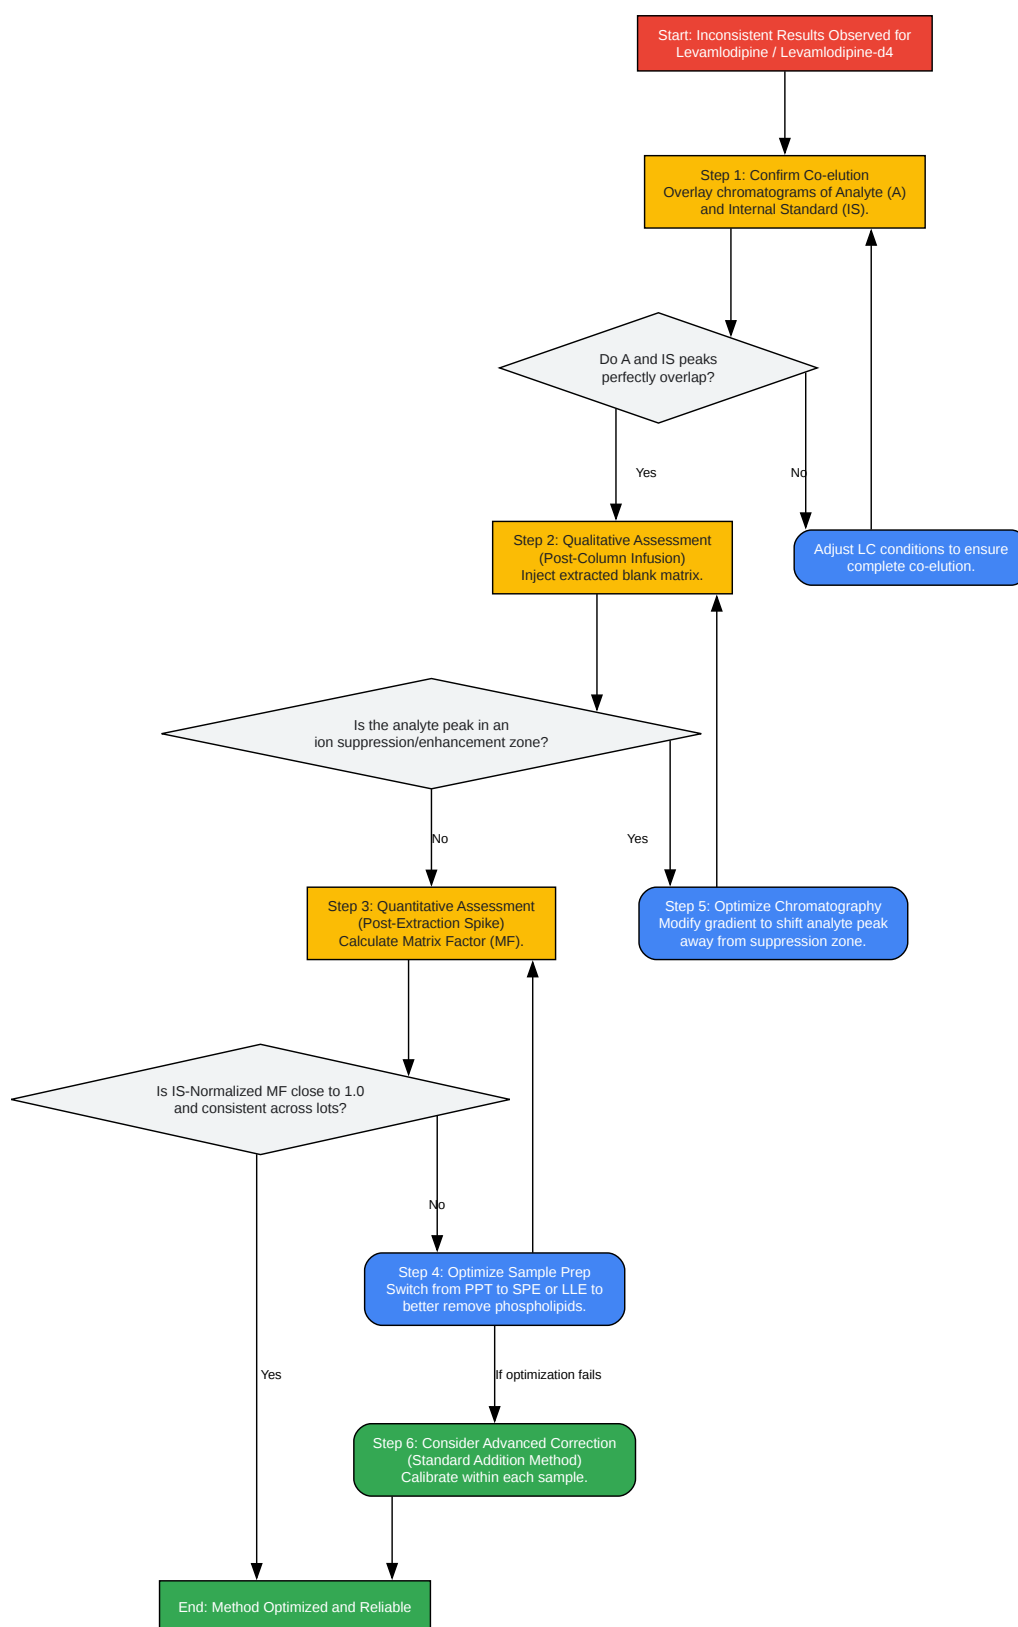 Start: Inconsistent Results Observed for
Levamlodipine / Levamlodipine-d4
Step 1: Confirm Co-elution
Overlay chromatograms of Analyte (A)
and Internal Standard (IS).
Do A and IS peaks
perfectly overlap?
Yes
No
Step 2: Qualitative Assessment
(Post-Column Infusion)
Inject extracted blank matrix.
Adjust LC conditions to ensure
complete co-elution.
Is the analyte peak in an
ion suppression/enhancement zone?
No
Yes
Step 3: Quantitative Assessment
(Post-Extraction Spike)
Calculate Matrix Factor (MF).
Step 5: Optimize Chromatography
Modify gradient to shift analyte peak
away from suppression zone.
Is IS-Normalized MF close to 1.0
and consistent across lots?
No
Step 4: Optimize Sample Prep
Switch from PPT to SPE or LLE to
better remove phospholipids.
Yes
If optimization fails
Step 6: Consider Advanced Correction
(Standard Addition Method)
Calibrate within each sample.
End: Method Optimized and Reliable